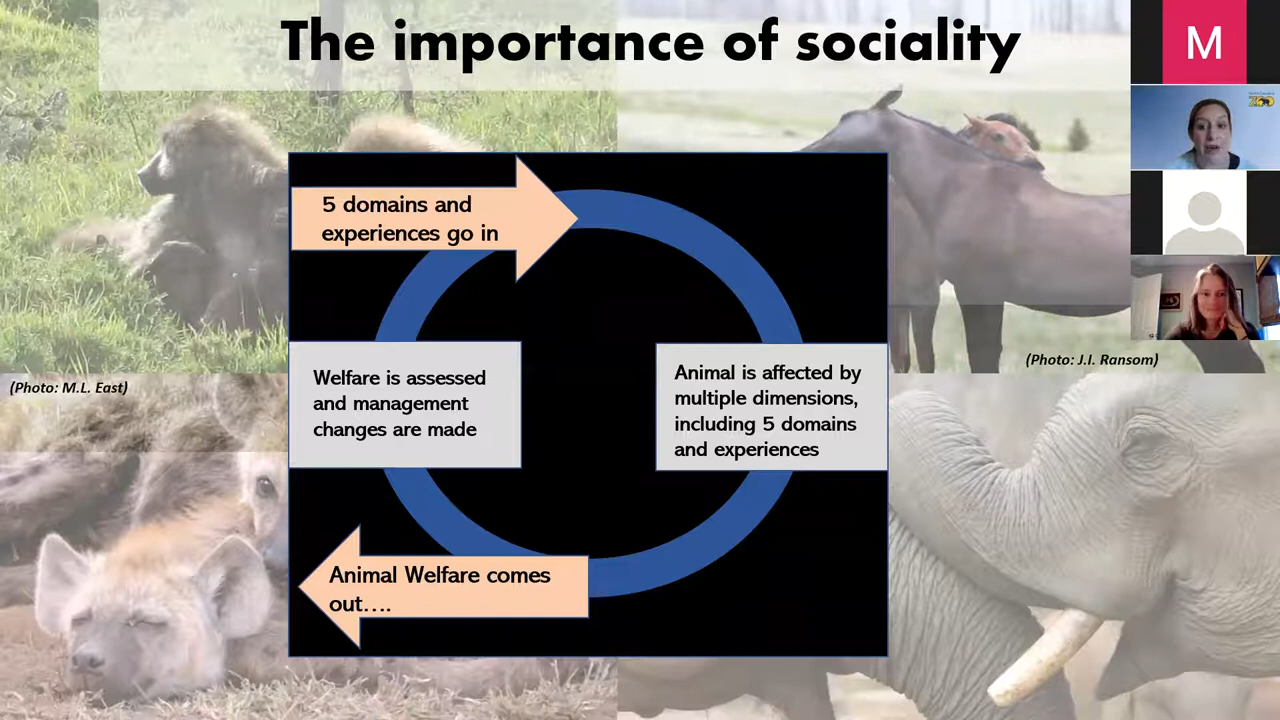 The importance of sociality
M
ZOO
5 domains and
experiences go in
Welfare is assessed
and management
changes are made
Animal is affected by
multiple dimensions,
including 5 domains
and experiences
(Photo: J.I. Ransom)
(Photo: M.L. East)
Animal Welfare comes
out….